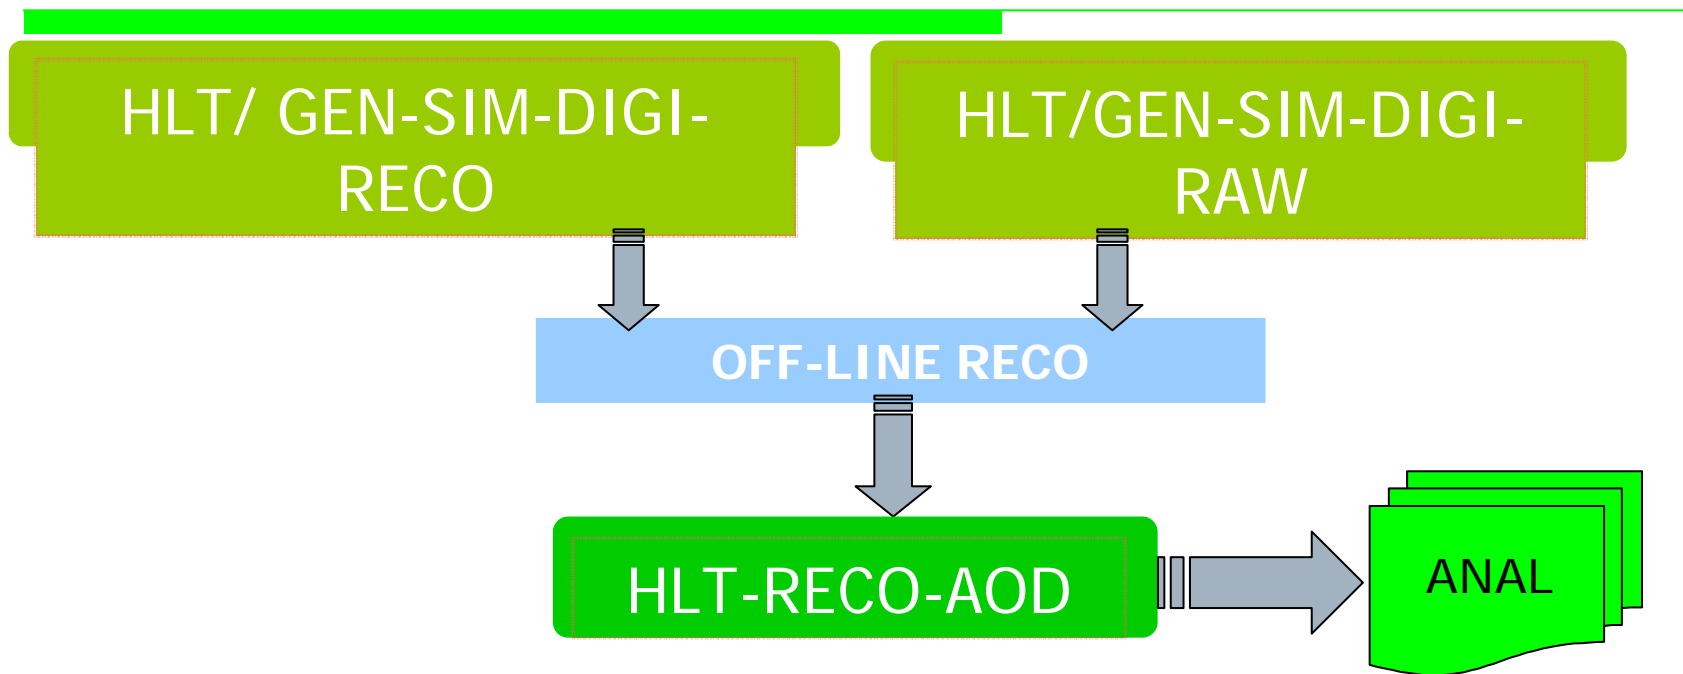 HLT/ GEN-SIM-DIGI-
RECO
HLT/GEN-SIM-DIGI-
RAW
OFF-LINE RECO
HLT-RECO-AOD
ANAL